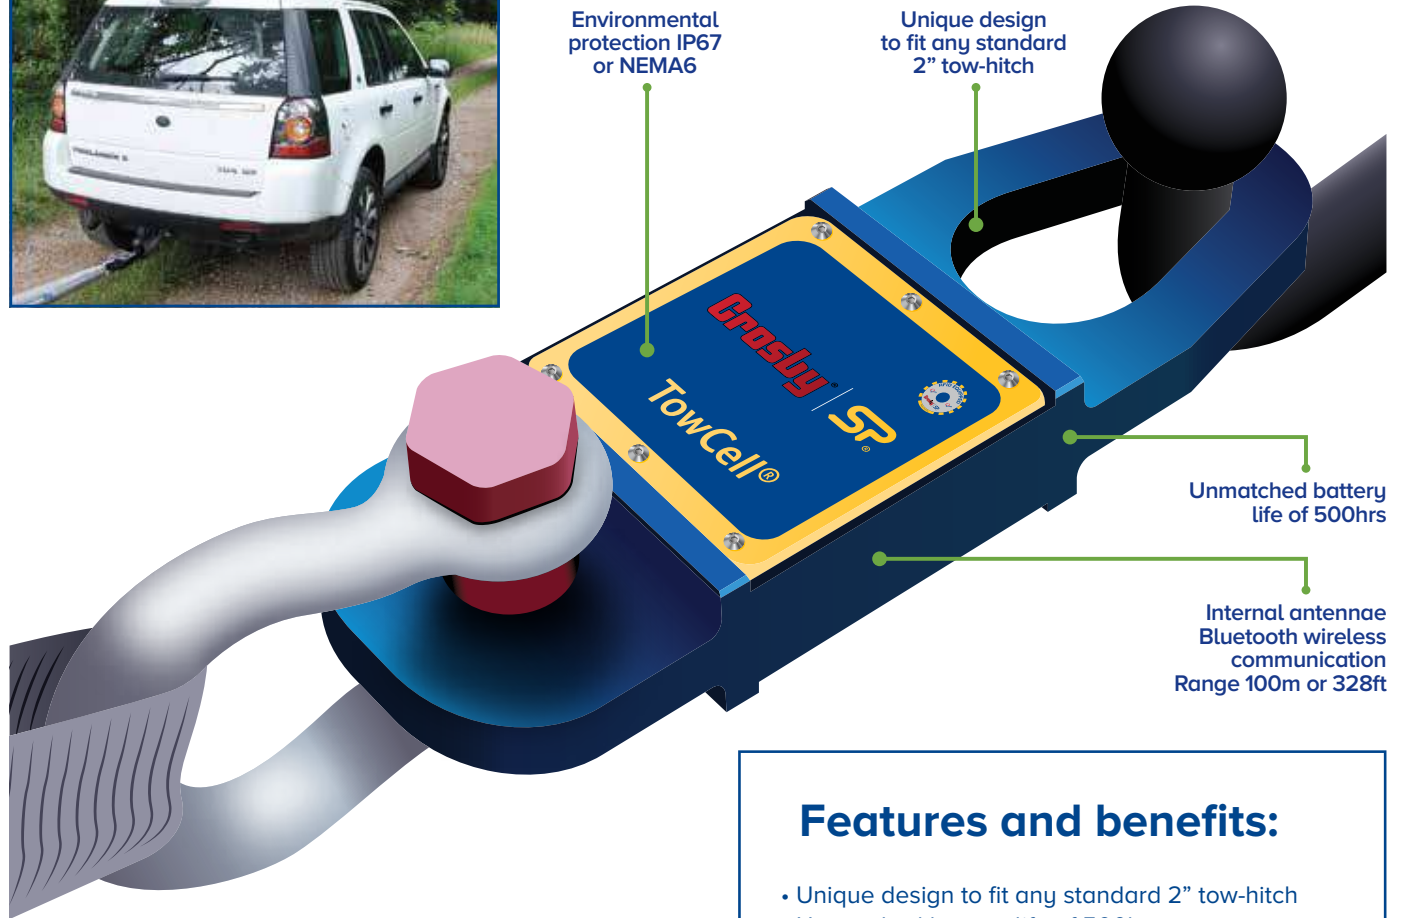 Environmental
protection IP67
or NEMA6
Unique design
to fit any standard
2” tow-hitch
FREELANDER 2
Crosby®
SP®
TowCell®
Unmatched battery
life of 500hrs
Internal antennae
Bluetooth wireless
communication
Range 100m or 328ft
Features and benefits:
• Unique design to fit any standard 2” tow-hitch